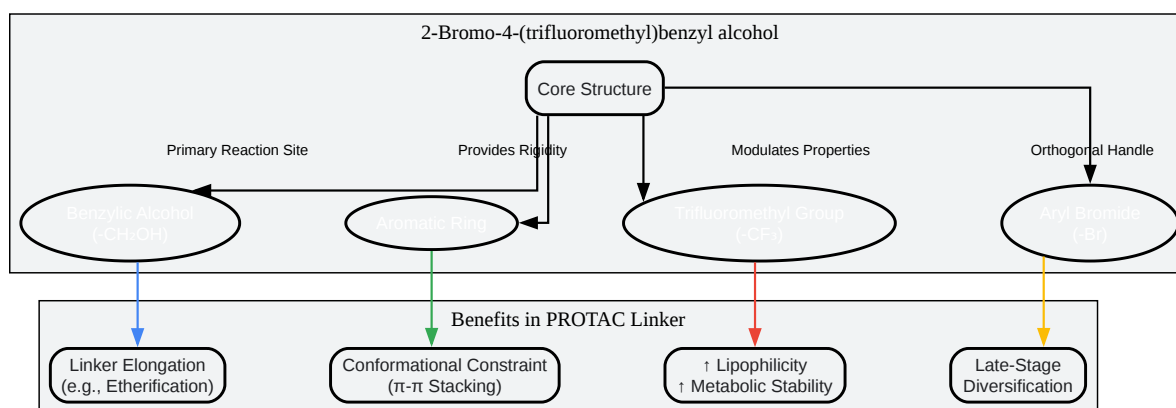 2-Bromo-4-(trifluoromethyl)benzyl alcohol
Core Structure
Primary Reaction Site
Provides Rigidity
Modulates Properties
Orthogonal Handle
Benzylic Alcohol
(-CH₂OH)
Aromatic Ring
Trifluoromethyl Group
(-CF₃)
Aryl Bromide
(-Br)
Benefits in PROTAC Linker
Linker Elongation
(e.g., Etherification)
Conformational Constraint
(π-π Stacking)
↑ Lipophilicity
↑ Metabolic Stability
Late-Stage
Diversification